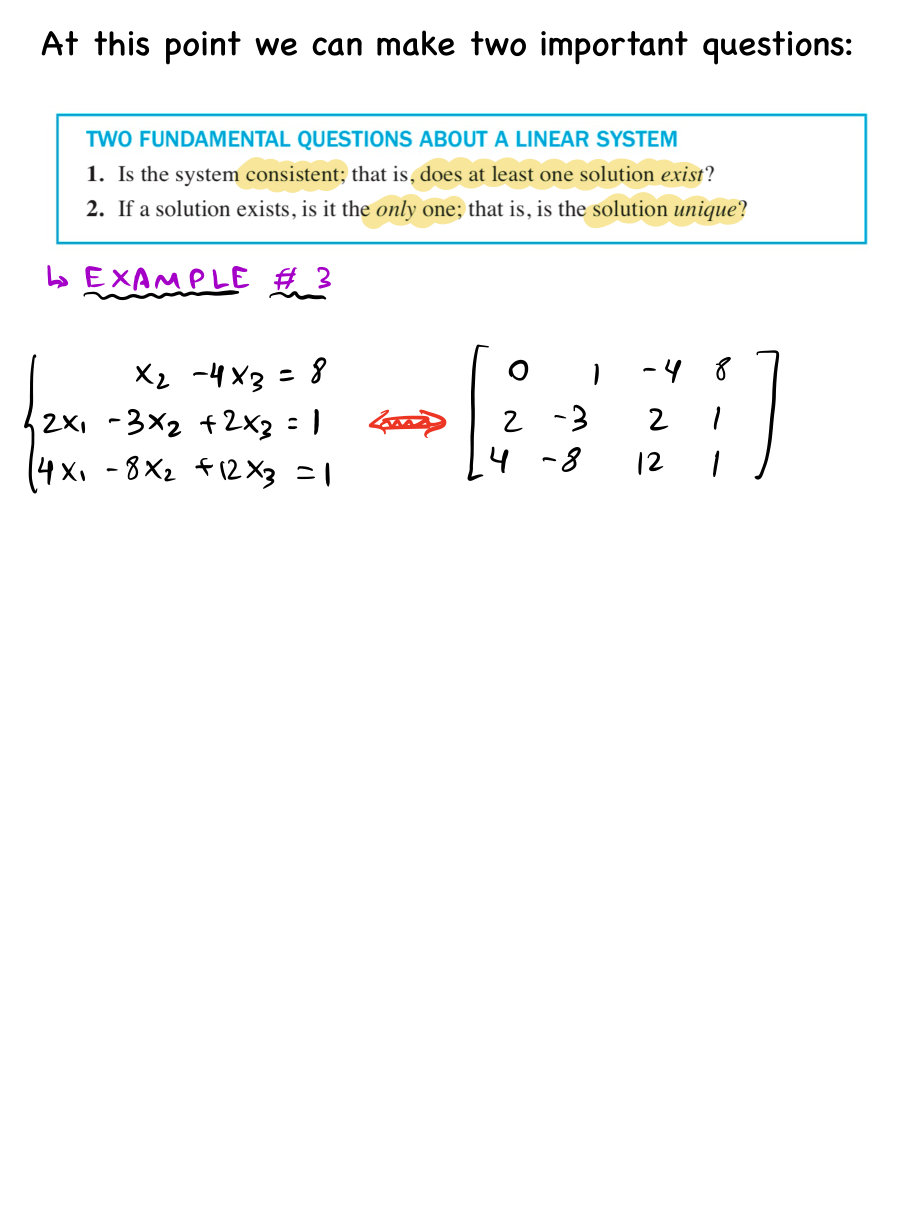 At this point we can make two important questions:
TWO FUNDAMENTAL QUESTIONS ABOUT A LINEAR SYSTEM
1. Is the system consistent; that is, does at least one solution exist?
2. If a solution exists, is it the only one; that is, is the solution unique?
↳ EXAMPLE # 3
x₂ -4x₃ = 8
2x₁ -3x₂ +2x₃ = 1
4x₁ -8x₂ +12x₃ = 1
0 1 -4 8
2 -3 2 1
4 -8 12 1